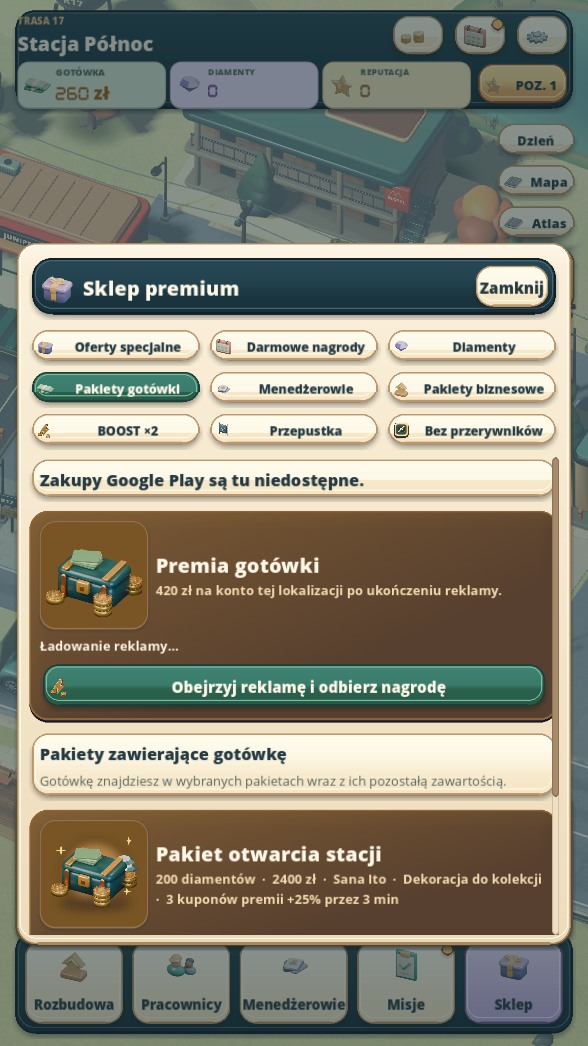 TRASA 17
Stacja Północ
GOTÓWKA
260 zł
DIAMENTY
0
REPUTACJA
0
POZ. 1
Dzień
Mapa
Atlas
Sklep premium
Zamknij
Oferty specjalne
Darmowe nagrody
Diamenty
Pakiety gotówki
Menedżerowie
Pakiety biznesowe
BOOST ×2
Przepustka
Bez przerywników
Zakupy Google Play są tu niedostępne.
Premia gotówki
420 zł na konto tej lokalizacji po ukończeniu reklamy.
Ładowanie reklamy...
Obejrzyj reklamę i odbierz nagrodę
Pakiety zawierające gotówkę
Gotówkę znajdziesz w wybranych pakietach wraz z ich pozostałą zawartością.
Pakiet otwarcia stacji
200 diamentów · 2400 zł · Sana Ito · Dekoracja do kolekcji
· 3 kuponów premii +25% przez 3 min
Rozbudowa
Pracownicy
Menedżerowie
Misje
Sklep